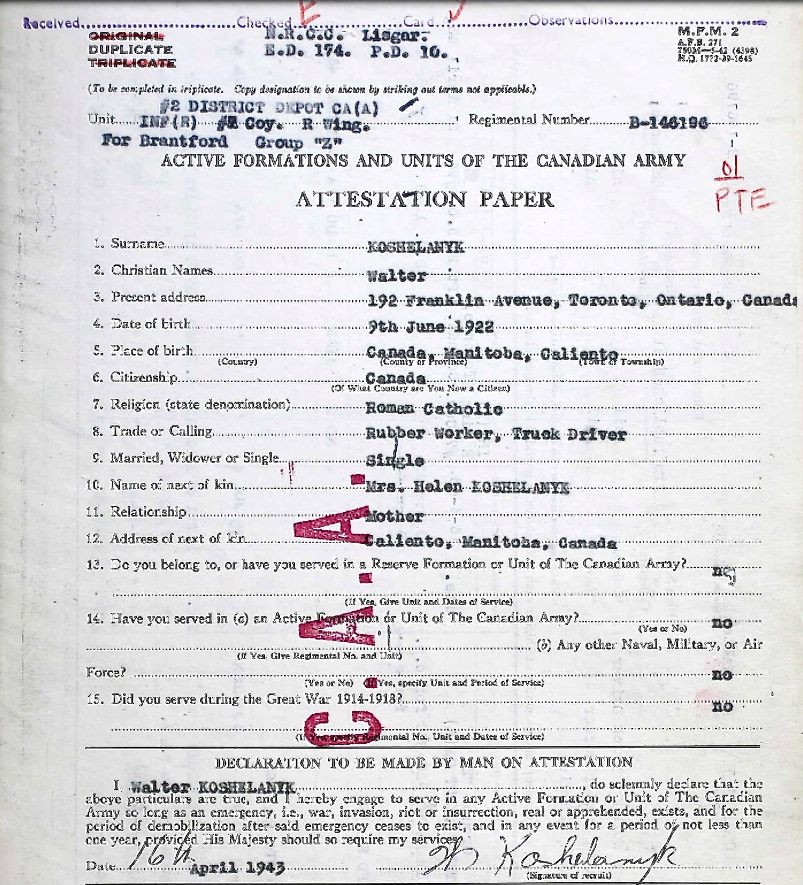 Received Checked E Card Observations
ORIGINAL N.R.C.C. Lisgar. M.F.M. 2
DUPLICATE E.D. 174. P.D. 10. A.F.B. 271
TRIPLICATE
H.Q. 1772-39-1645
(To be completed in triplicate. Copy designation to be shown by striking out terms not applicable.)
#2 DISTRICT DEPOT CA(A)
Unit INF(R) Coy. R Wing. Regimental Number B-146196
For Brantford Group "Z"
ACTIVE FORMATIONS AND UNITS OF THE CANADIAN ARMY
ATTESTATION PAPER
PTE
1. Surname KOSHELANYK
2. Christian Names Walter
3. Present address 192 Franklin Avenue, Toronto, Ontario, Canada
4. Date of birth 9th June 1922
5. Place of birth Canada, Manitoba, Caliento
(Country) (County or Province) (Town or Township)
6. Citizenship Canada
(Of What Country are You Now a Citizen)
7. Religion (state denomination) Roman Catholic
8. Trade or Calling Rubber Worker, Truck Driver
9. Married, Widower or Single Single
10. Name of next of kin Mrs. Helen KOSHELANYK
11. Relationship Mother
12. Address of next of kin Caliento, Manitoba, Canada
13. Do you belong to, or have you served in a Reserve Formation or Unit of The Canadian Army? no
(If Yes, Give Unit and Dates of Service)
14. Have you served in (a) an Active Formation or Unit of The Canadian Army? no
(Yes or No)
(b) Any other Naval, Military, or Air
(If Yes, Give Regimental No. and Unit)
Force? no
(Yes or No) (If Yes, specify Unit and Period of Service)
15. Did you serve during the Great War 1914-1918? no
(If Yes, specify Regimental No., Unit and Dates of Service)
C.A.A.
DECLARATION TO BE MADE BY MAN ON ATTESTATION
I Walter KOSHELANYK, do solemnly declare that the
above particulars are true, and I hereby engage to serve in any Active Formation or Unit of The Canadian
Army so long as an emergency, i.e., war, invasion, riot or insurrection, real or apprehended, exists, and for the
period of demobilization after said emergency ceases to exist, and in any event for a period of not less than
one year, provided His Majesty should so require my services.
Date 16th April 1943 W Koshelanyk
(Signature of recruit)